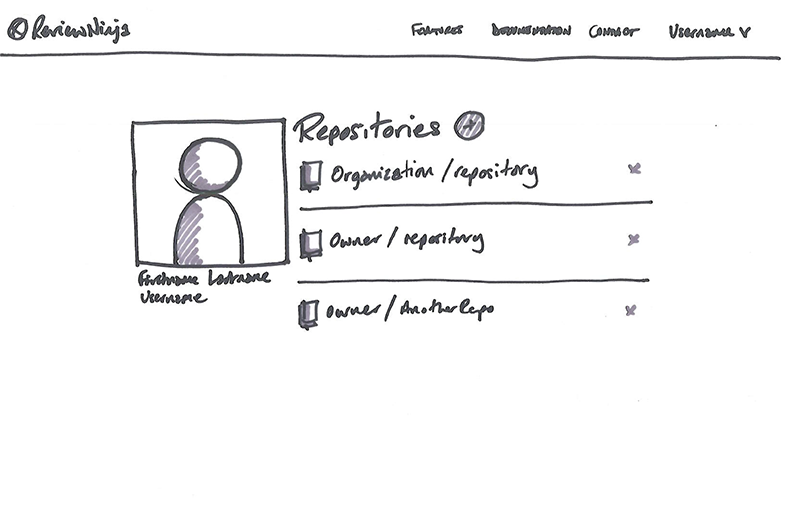 ReviewNinja Features Documentation Contact Username v
Repositories +
Organization / repository x
Owner / repository x
Owner / AnotherRepo x
Firstname Lastname
Username